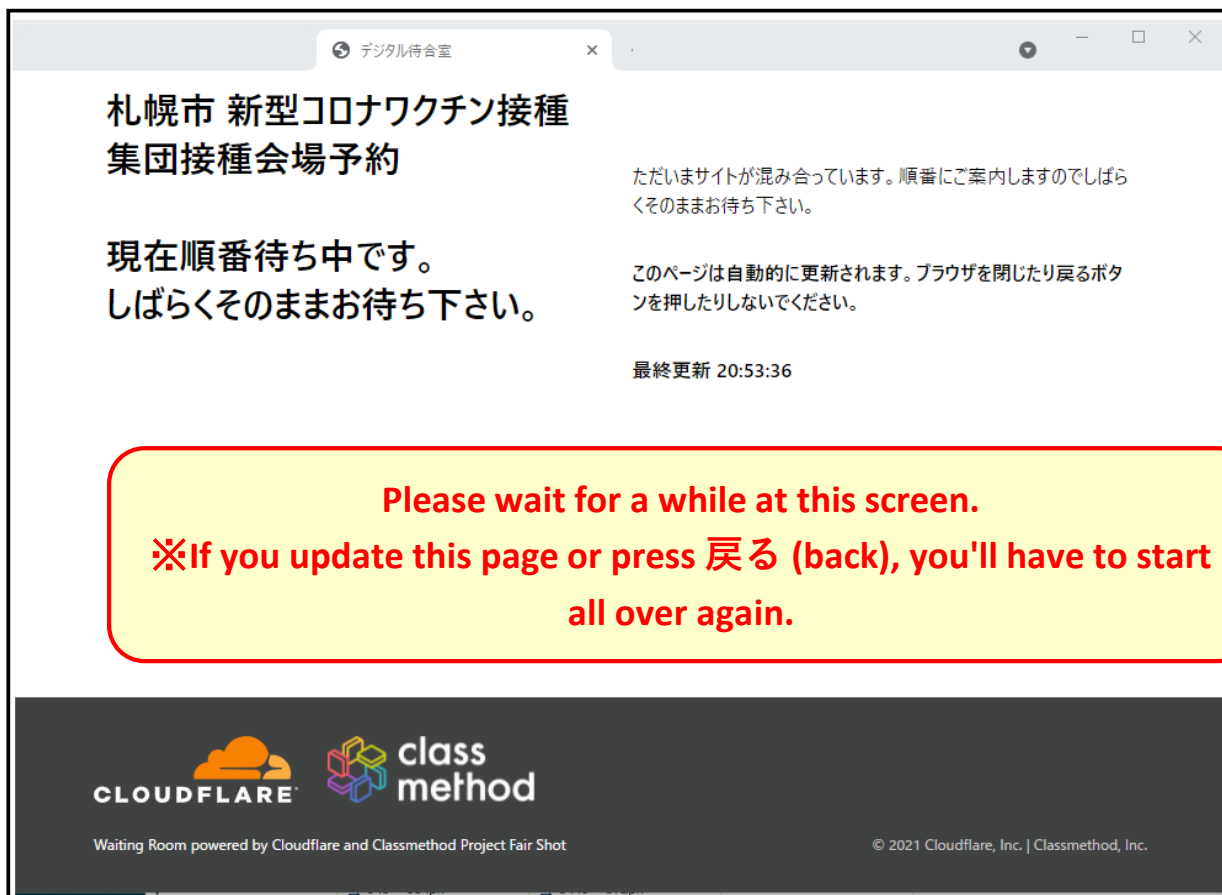 デジタル待合室
札幌市 新型コロナワクチン接種
集団接種会場予約
現在順番待ち中です。
しばらくそのままお待ち下さい。
ただいまサイトが混み合っています。順番にご案内しますのでしばら
くそのままお待ち下さい。
このページは自動的に更新されます。ブラウザを閉じたり戻るボタ
ンを押したりしないでください。
最終更新 20:53:36
Please wait for a while at this screen.
※If you update this page or press 戻る (back), you'll have to start
all over again.
CLOUDFLARE
class
method
Waiting Room powered by Cloudflare and Classmethod Project Fair Shot
© 2021 Cloudflare, Inc. | Classmethod, Inc.